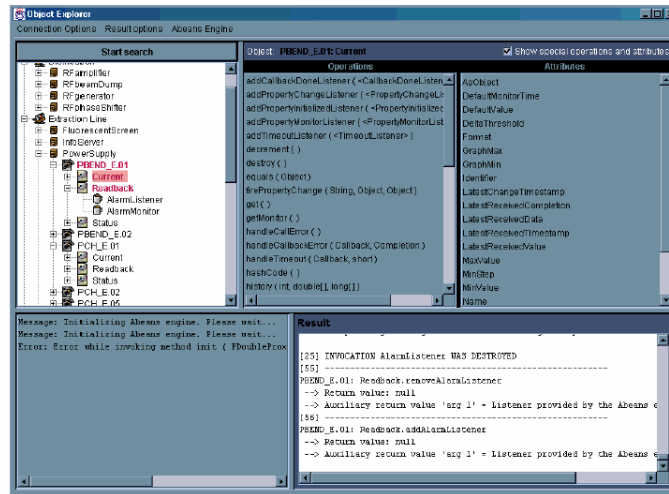 Object Explorer
Connection Options Result options Abeans Engine
Start search
RFamplifier
RFbeamDump
RFgenerator
RFphaseShifter
Extraction Line
FluorescentScreen
InfoServer
PowerSupply
PBEND_E.01
Current
Readback
AlarmListener
AlarmMonitor
Status
PBEND_E.02
PCH_E.01
Current
Readback
Status
PCH_E.02
PCH_E.05
Object: PBEND_E.01: Current
Show special operations and attributes
Operations
addCallbackDoneListener ( <CallbackDoneListen
addPropertyChangeListener ( <PropertyChangeLis
addPropertyInitializedListener ( <PropertyInitialized
addPropertyMonitorListener ( <PropertyMonitorList
addTimeoutListener ( <TimeoutListener> )
decrement ( )
destroy ( )
equals ( Object )
firePropertyChange ( String, Object, Object )
get ( )
getMonitor ( )
handleCallError ( )
handleCallbackError ( Callback, Completion )
handleTimeout ( Callback, short )
hashCode ( )
history ( int, double[], long[] )
Attributes
AsObject
DefaultMonitorTime
DefaultValue
DeltaThreshold
Format
GraphMax
GraphMin
Identifier
LatestChangeTimestamp
LatestReceivedCompletion
LatestReceivedData
LatestReceivedTimestamp
LatestReceivedValue
MaxValue
MinStep
MinValue
Name
Message: Initializing Abeans engine. Please wait...
Message: Initializing Abeans engine. Please wait...
Error: Error while invoking method init ( PDoubleProx
Result
[25] INVOCATION AlarmListener WAS DESTROYED
[55] ----------------------------------------------------
PBEND_E.01: Readback.removeAlarmListener
--> Return value: null
--> Auxiliary return value 'arg 1' = Listener provided by the Abeans e
[56] ----------------------------------------------------
PBEND_E.01: Readback.addAlarmListener
--> Return value: null
--> Auxiliary return value 'arg 1' = Listener provided by the Abeans e